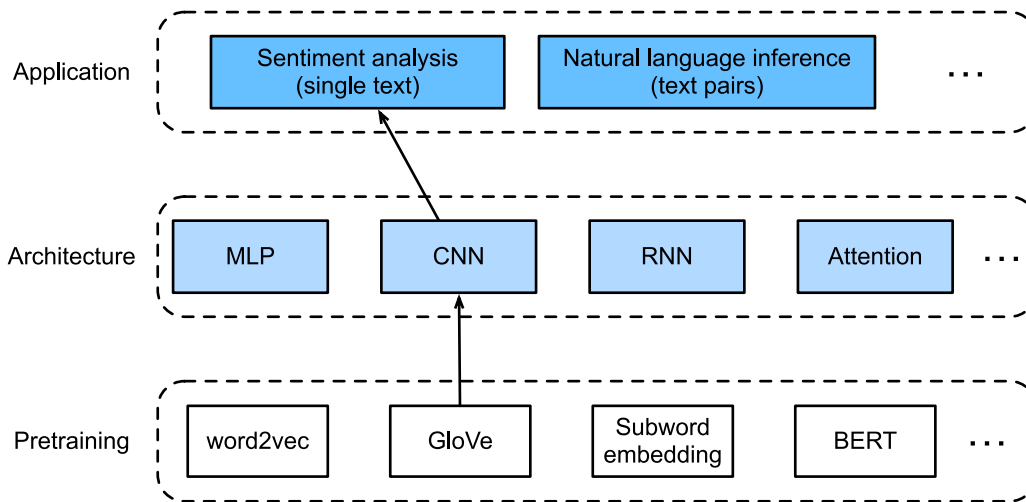 Application
Sentiment analysis
(single text)
Natural language inference
(text pairs)
...
Architecture
MLP
CNN
RNN
Attention
...
Pretraining
word2vec
GloVe
Subword
embedding
BERT
...